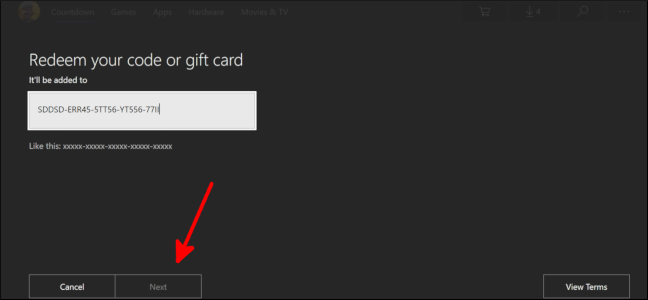 Countdown Games Apps Hardware Movies & TV 4 ...
Redeem your code or gift card
It'll be added to
SDDSD-ERR45-5TT56-YT556-77II
Like this: xxxxx-xxxxx-xxxxx-xxxxx-xxxxx
Cancel Next View Terms